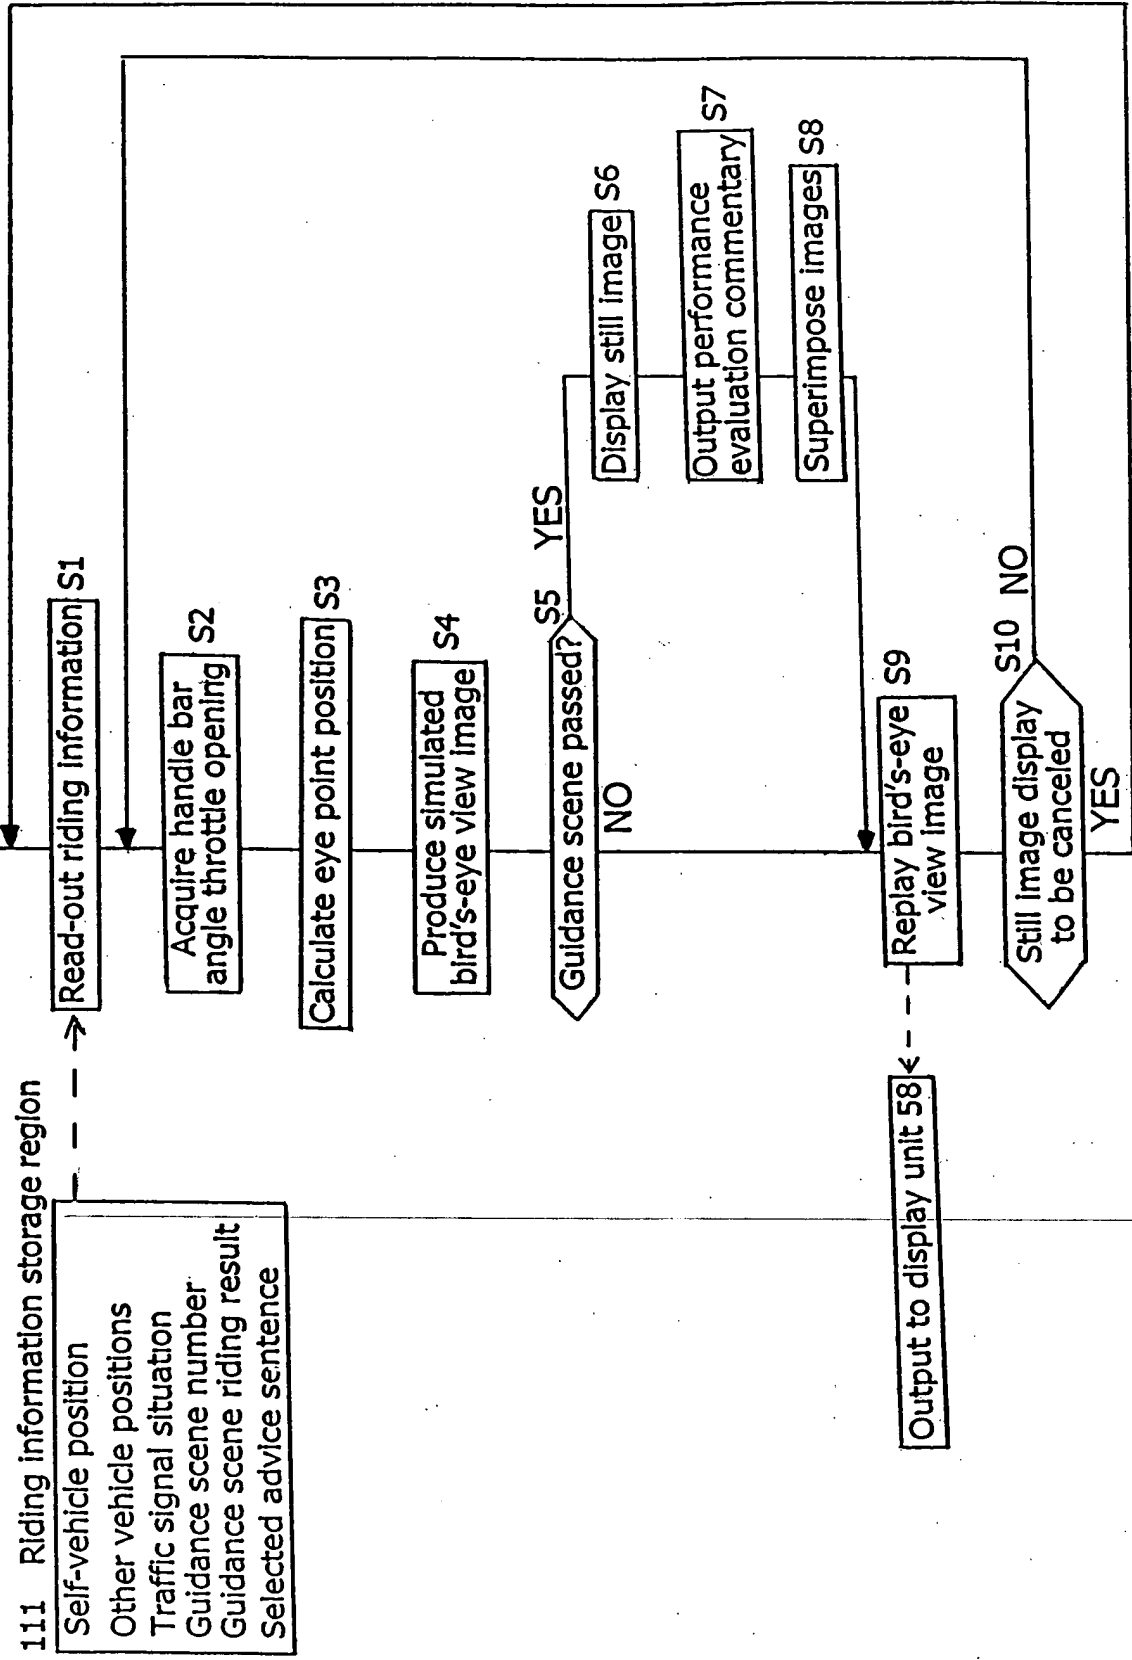 111 Riding information storage region
Self-vehicle position
Other vehicle positions
Traffic signal situation
Guidance scene number
Guidance scene riding result
Selected advice sentence
Read-out riding information S1
Acquire handle bar
angle throttle opening
S2
Calculate eye point position S3
Produce simulated
bird's-eye view image
S4
Guidance scene passed?
S5
YES
NO
Display still image S6
Output performance
evaluation commentary
S7
Superimpose images S8
Replay bird's-eye
view image
S9
Output to display unit 58
Still image display
to be canceled
S10
NO
YES